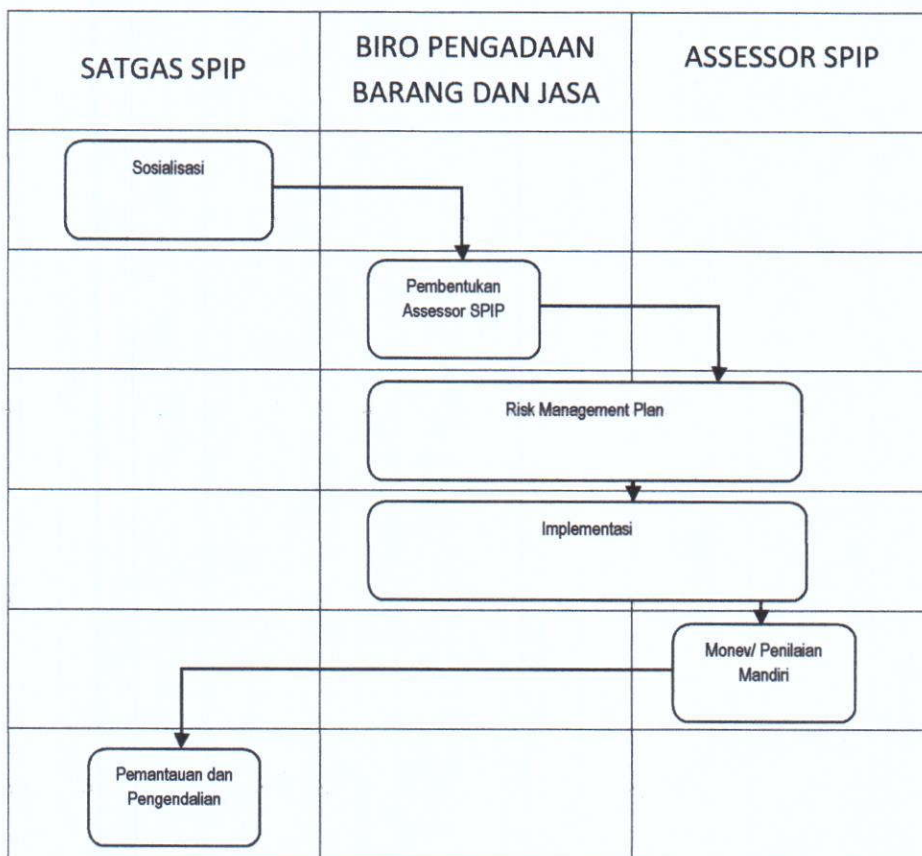 SATGAS SPIP
BIRO PENGADAAN
BARANG DAN JASA
ASSESSOR SPIP
Sosialisasi
Pembentukan
Assessor SPIP
Risk Management Plan
Implementasi
Monev/ Penilaian
Mandiri
Pemantauan dan
Pengendalian